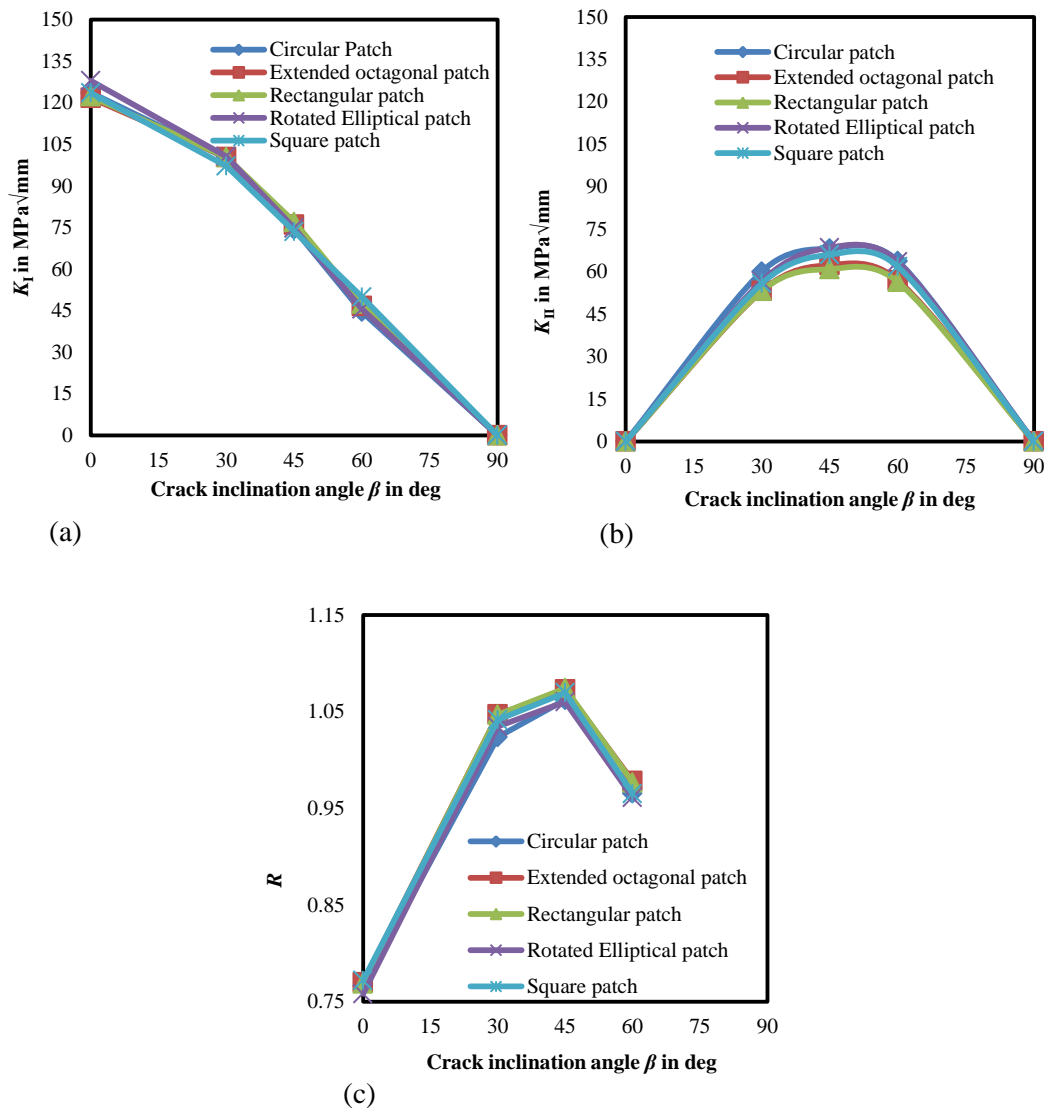 150
135
120
105
90
75
60
45
30
15
0
K_I in MPa√mm
Circular Patch
Extended octagonal patch
Rectangular patch
Rotated Elliptical patch
Square patch
0 15 30 45 60 75 90
Crack inclination angle β in deg
(a)
150
135
120
105
90
75
60
45
30
15
0
K_II in MPa√mm
Circular patch
Extended octagonal patch
Rectangular patch
Rotated Elliptical patch
Square patch
0 15 30 45 60 75 90
Crack inclination angle β in deg
(b)
1.15
1.05
0.95
0.85
0.75
R
Circular patch
Extended octagonal patch
Rectangular patch
Rotated Elliptical patch
Square patch
0 15 30 45 60 75 90
Crack inclination angle β in deg
(c)